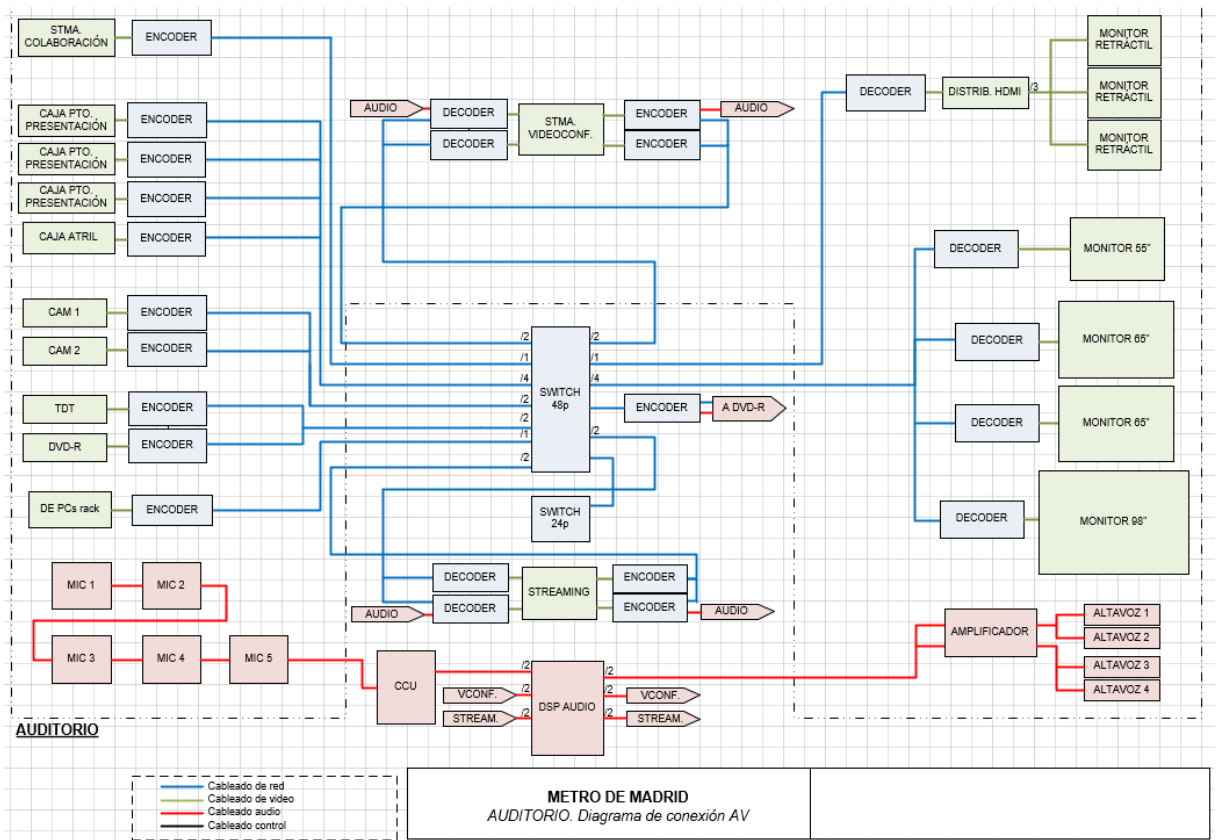 STMA.
COLABORACIÓN
ENCODER
CAJA PTO.
PRESENTACIÓN
ENCODER
CAJA PTO.
PRESENTACIÓN
ENCODER
CAJA PTO.
PRESENTACIÓN
ENCODER
CAJA ATRIL
ENCODER
CAM 1
ENCODER
CAM 2
ENCODER
TDT
ENCODER
DVD-R
ENCODER
DE PCs rack
ENCODER
AUDIO
DECODER
DECODER
STMA.
VIDEOCONF.
ENCODER
ENCODER
AUDIO
DECODER
DISTRIB. HDMI
/3
MONITOR
RETRÁCTIL
MONITOR
RETRÁCTIL
MONITOR
RETRÁCTIL
DECODER
MONITOR 55"
DECODER
MONITOR 65"
DECODER
MONITOR 65"
DECODER
MONITOR 98"
/2
/1
/4
/2
/2
/1
/2
SWITCH
48p
/2
/1
/4
/2
ENCODER
A DVD-R
SWITCH
24p
DECODER
DECODER
AUDIO
STREAMING
ENCODER
ENCODER
AUDIO
MIC 1
MIC 2
MIC 3
MIC 4
MIC 5
CCU
VCONF.
STREAM.
/2
/2
/2
DSP AUDIO
/2
/2
/2
VCONF.
STREAM.
AMPLIFICADOR
ALTAVOZ 1
ALTAVOZ 2
ALTAVOZ 3
ALTAVOZ 4
AUDITORIO
Cableado de red
Cableado de video
Cableado audio
Cableado control
METRO DE MADRID
AUDITORIO. Diagrama de conexión AV